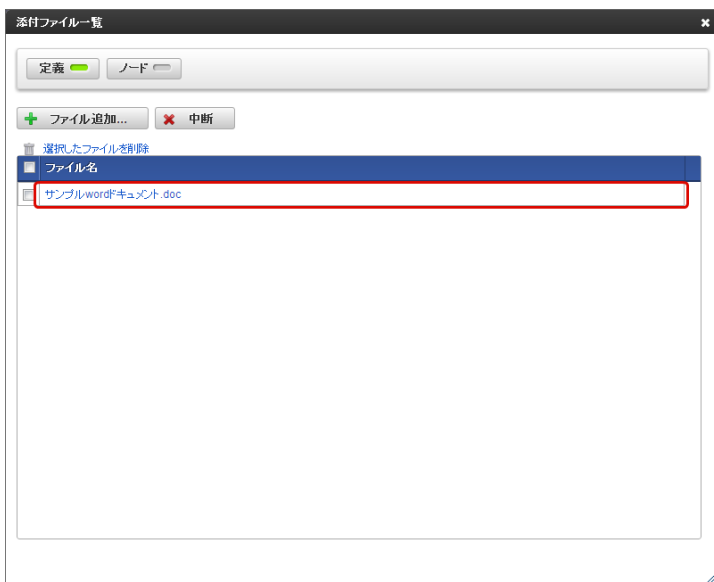 添付ファイル一覧
定義 ノード
ファイル追加... 中断
選択したファイルを削除
ファイル名
サンプルwordドキュメント.doc